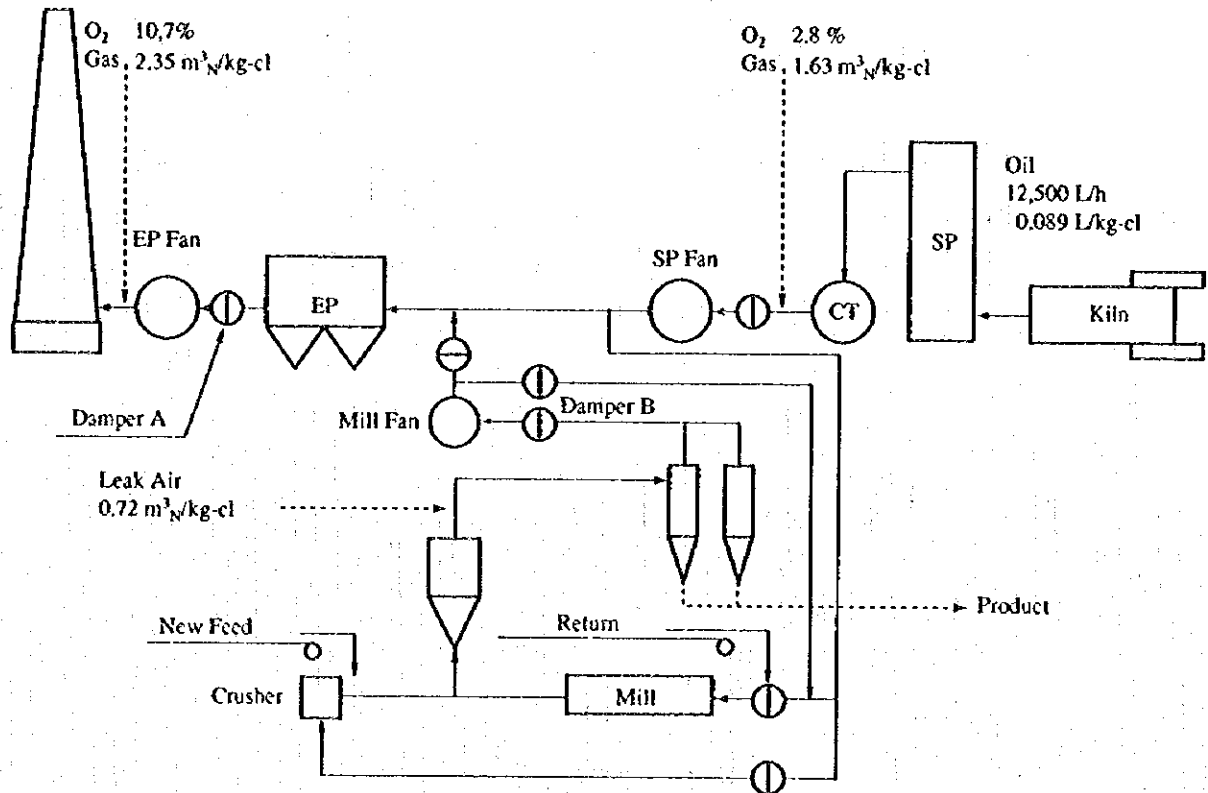 O₂ 10,7%
Gas 2.35 m³N/kg-cl
O₂ 2.8 %
Gas 1.63 m³N/kg-cl
Oil
12,500 L/h
0.089 L/kg-cl
EP Fan
SP Fan
SP
EP
CT
Kiln
Damper A
Mill Fan
Damper B
Leak Air
0.72 m³N/kg-cl
Product
New Feed
Return
Crusher
Mill